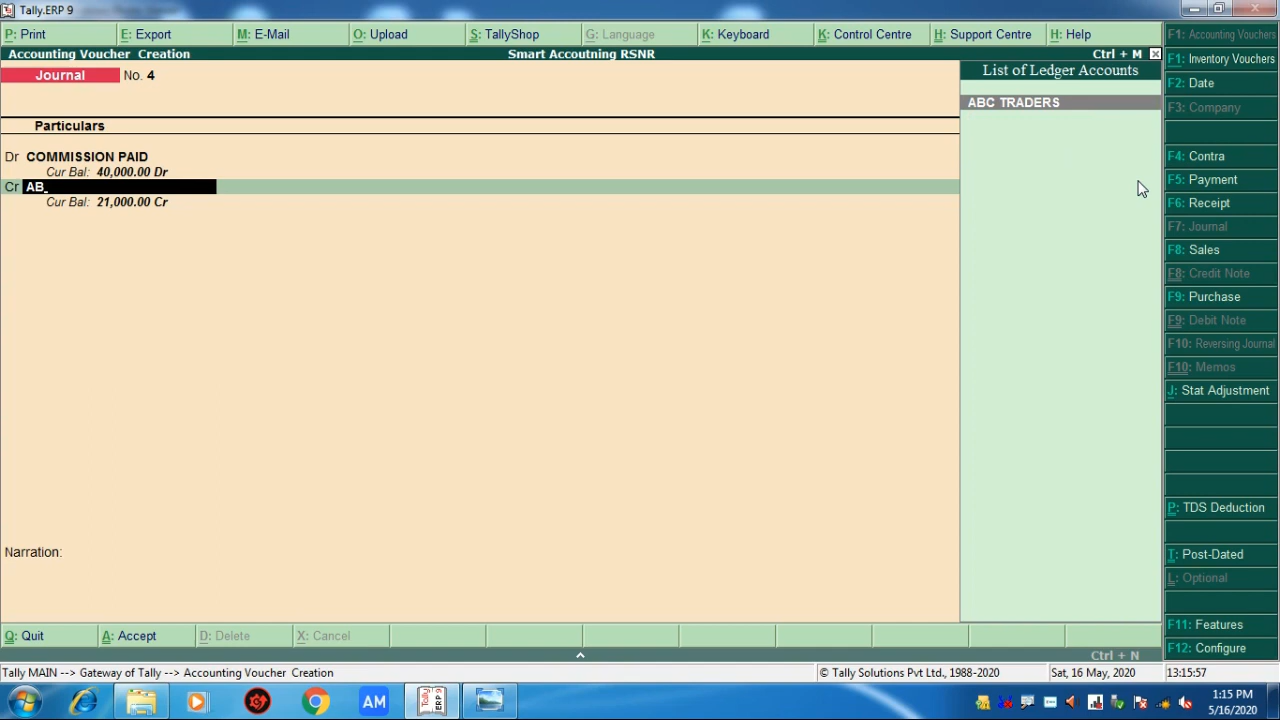 Tally.ERP 9
P: Print E: Export M: E-Mail O: Upload S: TallyShop G: Language K: Keyboard K: Control Centre H: Support Centre H: Help
Accounting Voucher Creation Smart Accoutning RSNR Ctrl + M
Journal No. 4
Particulars
Dr COMMISSION PAID
Cur Bal: 40,000.00 Dr
Cr AB
Cur Bal: 21,000.00 Cr
Narration:
List of Ledger Accounts
ABC TRADERS
F1: Accounting Vouchers
F1: Inventory Vouchers
F2: Date
F3: Company
F4: Contra
F5: Payment
F6: Receipt
F7: Journal
F8: Sales
F8: Credit Note
F9: Purchase
F9: Debit Note
F10: Reversing Journal
F10: Memos
J: Stat Adjustment
P: TDS Deduction
T: Post-Dated
L: Optional
F11: Features
F12: Configure
Q: Quit A: Accept D: Delete X: Cancel
Ctrl + N
Tally MAIN --> Gateway of Tally --> Accounting Voucher Creation © Tally Solutions Pvt Ltd., 1988-2020 Sat, 16 May, 2020 13:15:57
AM
Tally ERP 9
1:15 PM
5/16/2020